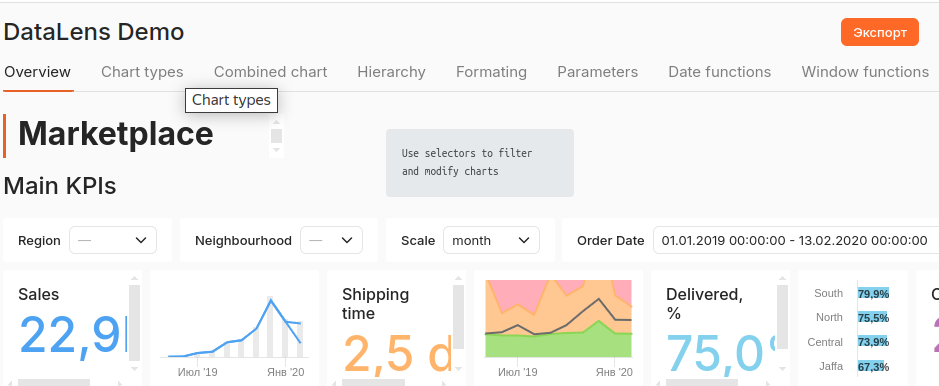 DataLens Demo
Экспорт
Overview Chart types Combined chart Hierarchy Formating Parameters Date functions Window functions
Chart types
Marketplace
Use selectors to filter
and modify charts
Main KPIs
Region — Neighbourhood — Scale month Order Date 01.01.2019 00:00:00 - 13.02.2020 00:00:00
Sales
22,9
Июл '19 Янв '20
Shipping
time
2,5 d
Июл '19 Янв '20
Delivered,
%
75,0
South 79,9%
North 75,5%
Central 73,9%
Jaffa 67,3%